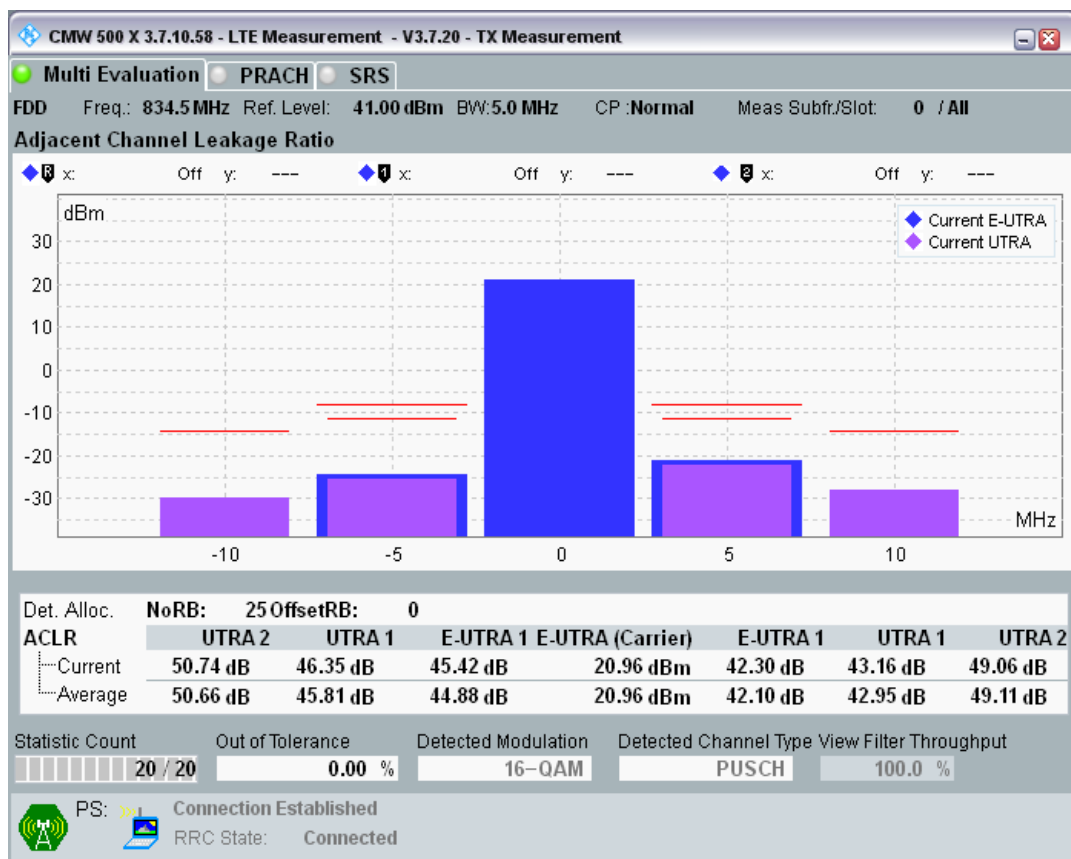 CMW 500 X 3.7.10.58 - LTE Measurement - V3.7.20 - TX Measurement
Multi Evaluation PRACH SRS
FDD Freq.: 834.5 MHz Ref. Level: 41.00 dBm BW:5.0 MHz CP :Normal Meas Subfr./Slot: 0 / All
Adjacent Channel Leakage Ratio
R x: Off y: --- 1 x: Off y: --- 2 x: Off y: ---
dBm
Current E-UTRA
Current UTRA
30
20
10
0
-10
-20
-30
MHz
-10 -5 0 5 10
Det. Alloc. NoRB: 25 OffsetRB: 0
ACLR UTRA 2 UTRA 1 E-UTRA 1 E-UTRA (Carrier) E-UTRA 1 UTRA 1 UTRA 2
Current 50.74 dB 46.35 dB 45.42 dB 20.96 dBm 42.30 dB 43.16 dB 49.06 dB
Average 50.66 dB 45.81 dB 44.88 dB 20.96 dBm 42.10 dB 42.95 dB 49.11 dB
Statistic Count Out of Tolerance Detected Modulation Detected Channel Type View Filter Throughput
20 / 20 0.00 % 16-QAM PUSCH 100.0 %
PS: Connection Established
RRC State: Connected